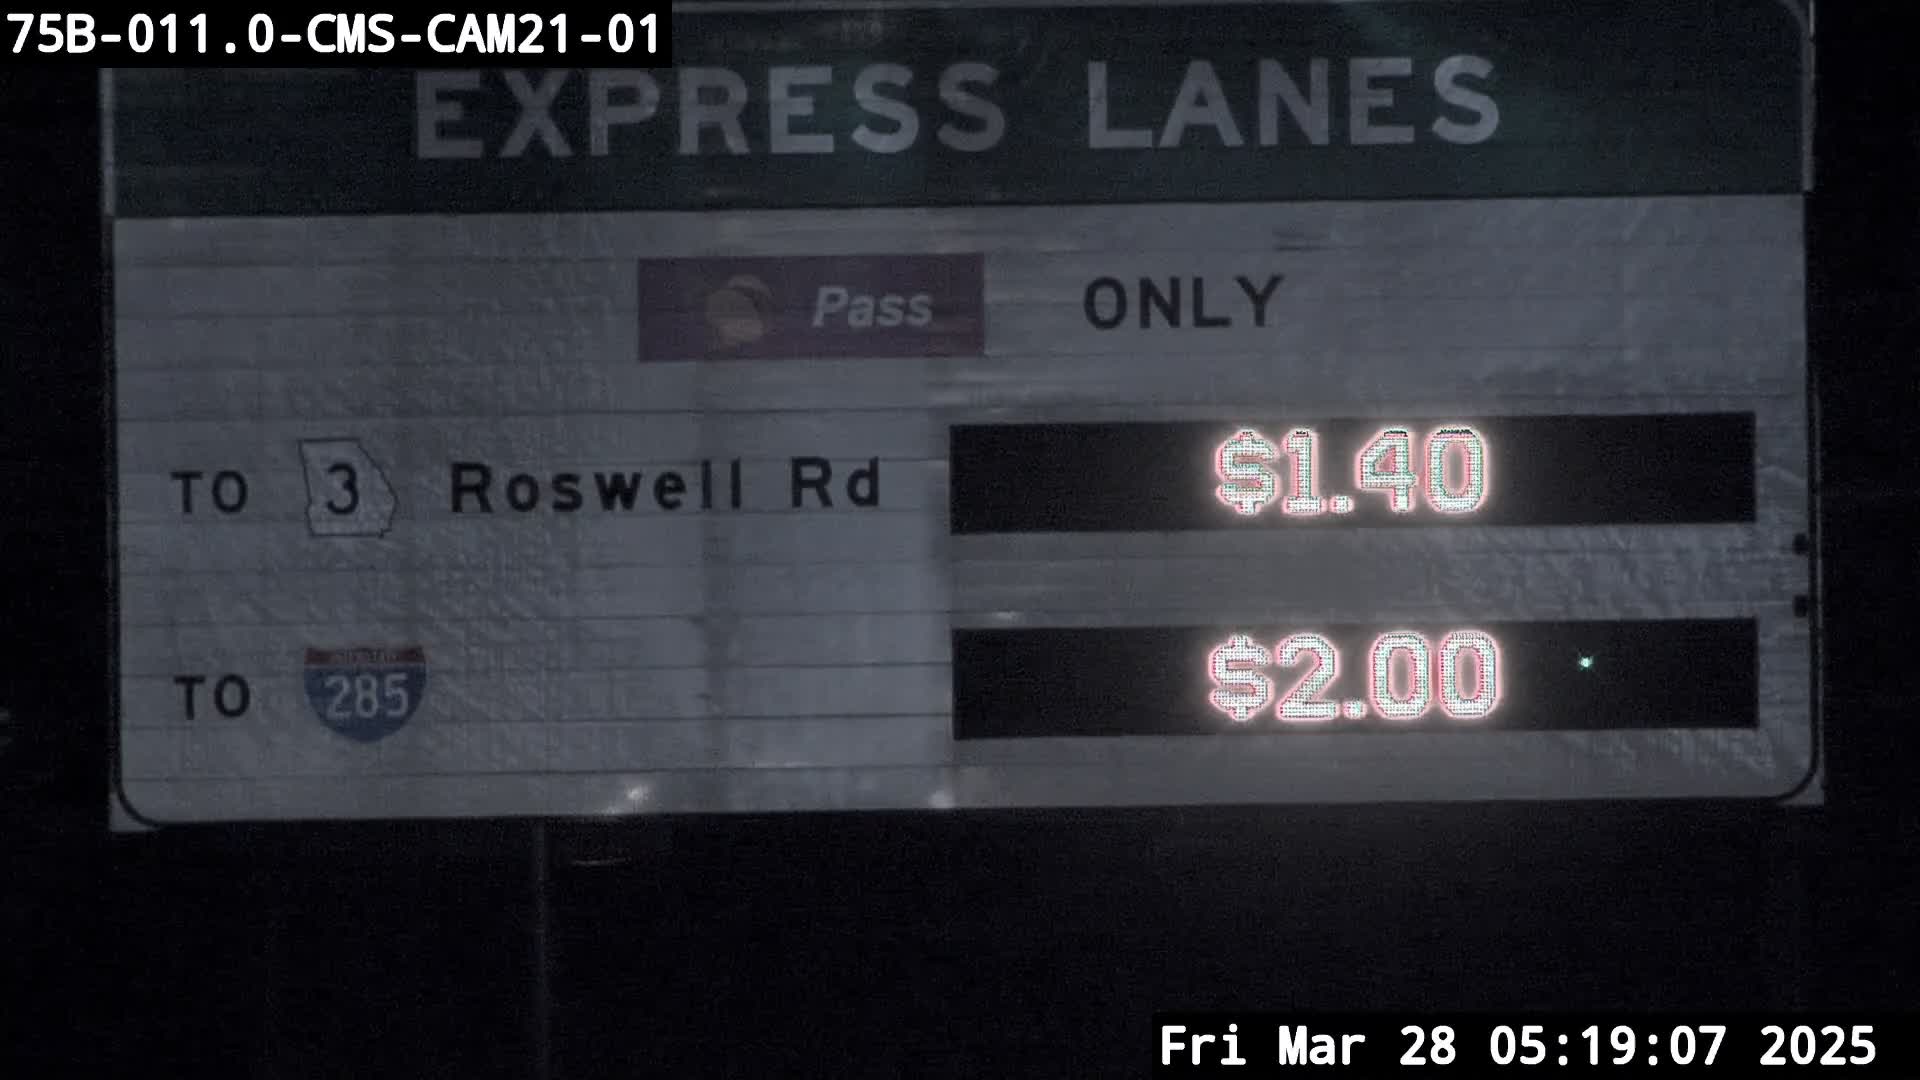 75B-011.0-CMS-CAM21-01
EXPRESS LANES
Pass ONLY
TO 3 Roswell Rd $1.40
TO INTERSTATE 285 $2.00
Fri Mar 28 05:19:07 2025